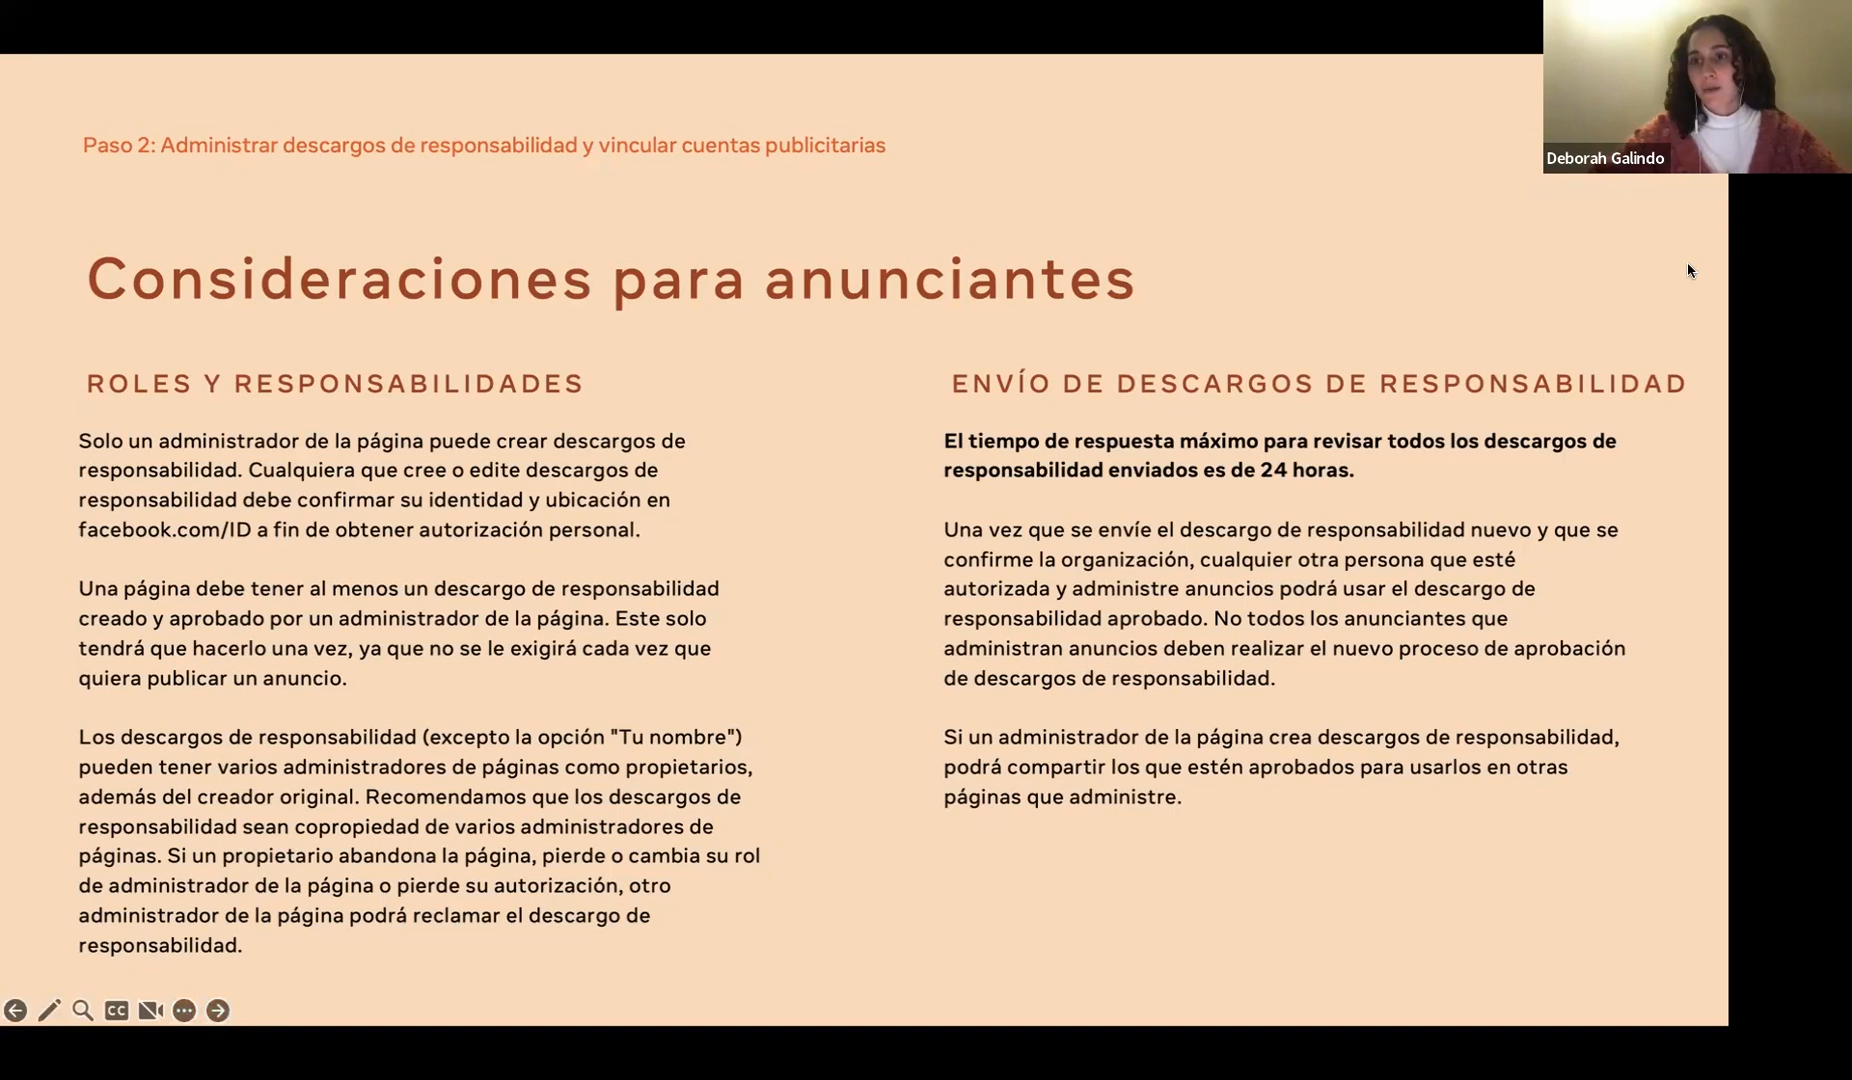 Paso 2: Administrar descargos de responsabilidad y vincular cuentas publicitarias
Deborah Galindo
Consideraciones para anunciantes
ROLES Y RESPONSABILIDADES
Solo un administrador de la página puede crear descargos de
responsabilidad. Cualquiera que cree o edite descargos de
responsabilidad debe confirmar su identidad y ubicación en
facebook.com/ID a fin de obtener autorización personal.
Una página debe tener al menos un descargo de responsabilidad
creado y aprobado por un administrador de la página. Este solo
tendrá que hacerlo una vez, ya que no se le exigirá cada vez que
quiera publicar un anuncio.
Los descargos de responsabilidad (excepto la opción "Tu nombre")
pueden tener varios administradores de páginas como propietarios,
además del creador original. Recomendamos que los descargos de
responsabilidad sean copropiedad de varios administradores de
páginas. Si un propietario abandona la página, pierde o cambia su rol
de administrador de la página o pierde su autorización, otro
administrador de la página podrá reclamar el descargo de
responsabilidad.
ENVÍO DE DESCARGOS DE RESPONSABILIDAD
El tiempo de respuesta máximo para revisar todos los descargos de
responsabilidad enviados es de 24 horas.
Una vez que se envíe el descargo de responsabilidad nuevo y que se
confirme la organización, cualquier otra persona que esté
autorizada y administre anuncios podrá usar el descargo de
responsabilidad aprobado. No todos los anunciantes que
administran anuncios deben realizar el nuevo proceso de aprobación
de descargos de responsabilidad.
Si un administrador de la página crea descargos de responsabilidad,
podrá compartir los que estén aprobados para usarlos en otras
páginas que administre.
CC